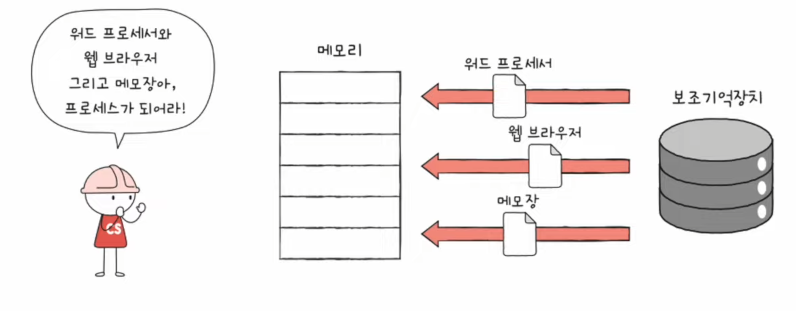 워드 프로세서와
웹 브라우저
그리고 메모장아,
프로세스가 되어라!
메모리
워드 프로세서
웹 브라우저
메모장
보조기억장치
CS